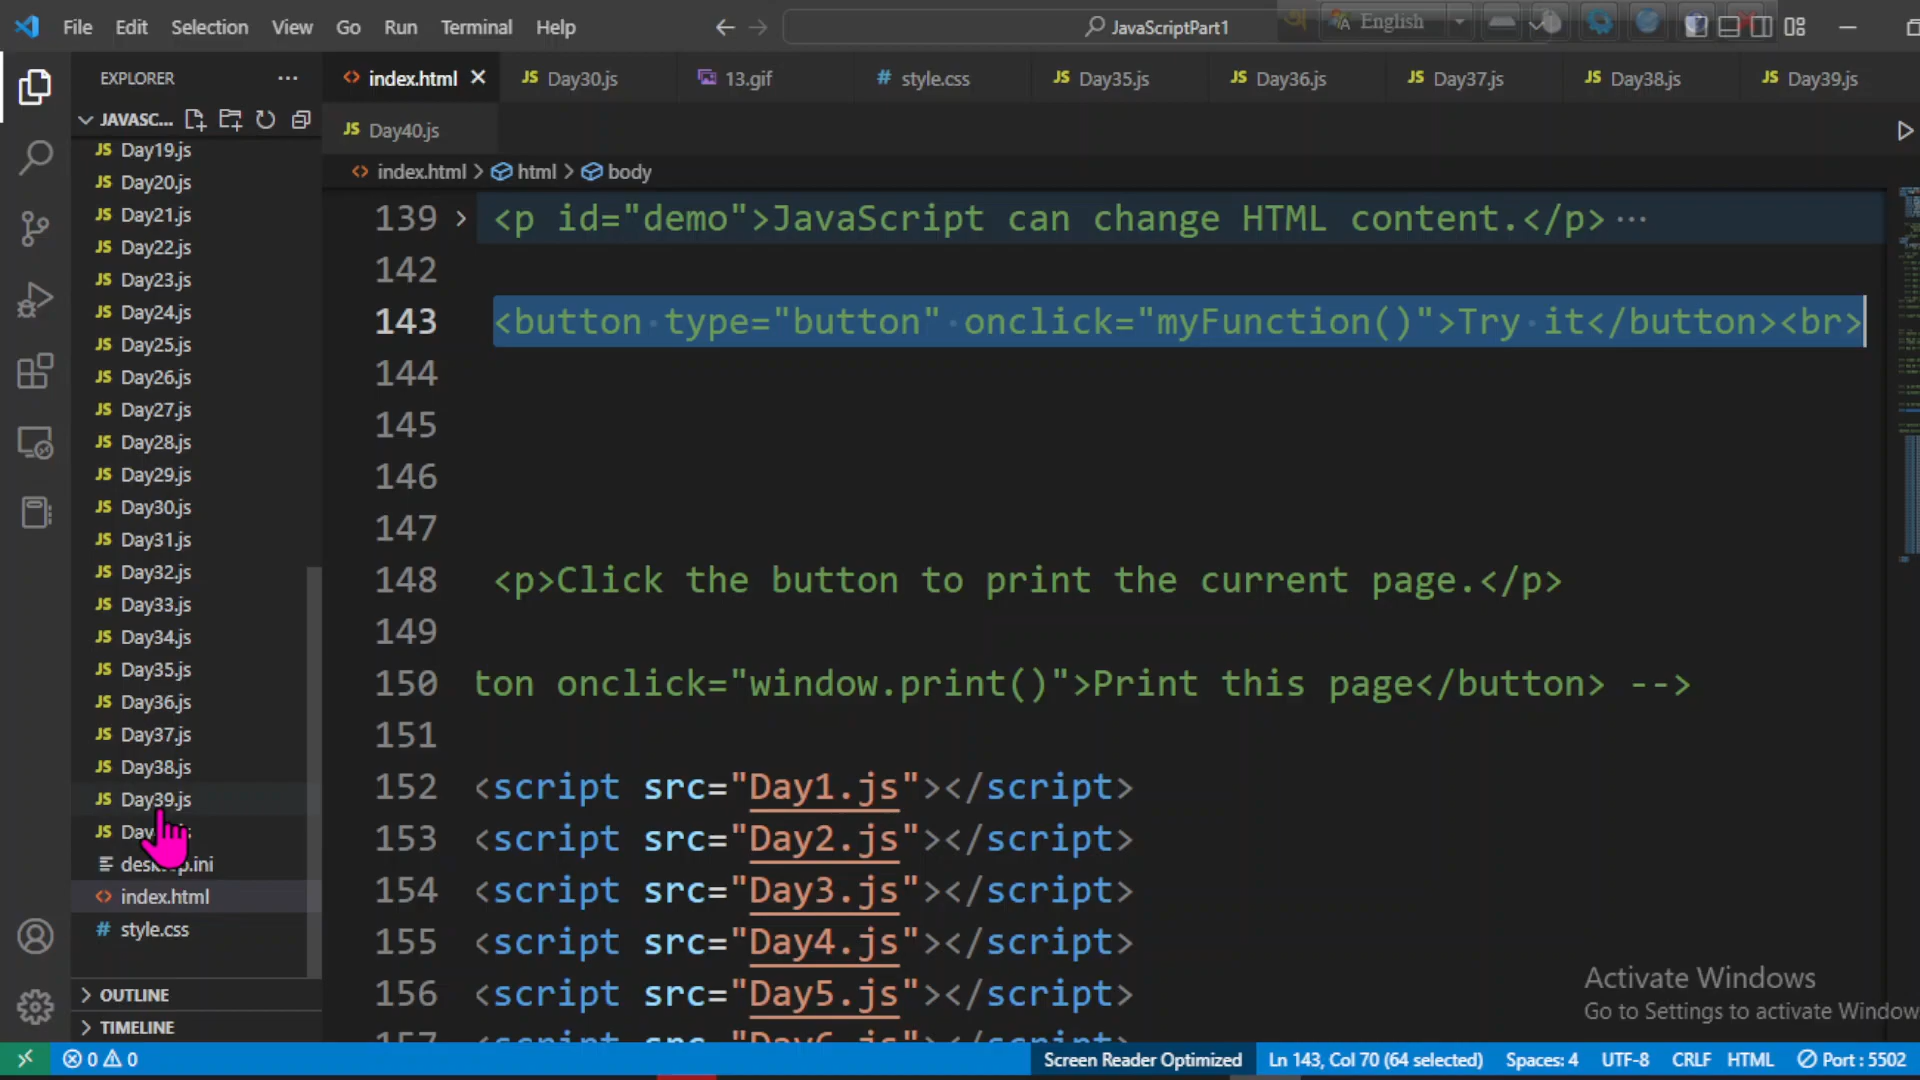 File Edit Selection View Go Run Terminal Help JavaScriptPart1 English
EXPLORER
index.html Day30.js 13.gif style.css Day35.js Day36.js Day37.js Day38.js Day39.js
JAVASC...
Day40.js
index.html > html > body
Day19.js
Day20.js
Day21.js
Day22.js
Day23.js
Day24.js
Day25.js
Day26.js
Day27.js
Day28.js
Day29.js
Day30.js
Day31.js
Day32.js
Day33.js
Day34.js
Day35.js
Day36.js
Day37.js
Day38.js
Day39.js
index.html
style.css
OUTLINE
TIMELINE
139 <p id="demo">JavaScript can change HTML content.</p>...
142
143 <button type="button" onclick="myFunction()">Try it</button><br>
144
145
146
147
148 <p>Click the button to print the current page.</p>
149
150 ton onclick="window.print()">Print this page</button> -->
151
152 <script src="Day1.js"></script>
153 <script src="Day2.js"></script>
154 <script src="Day3.js"></script>
155 <script src="Day4.js"></script>
156 <script src="Day5.js"></script>
Activate Windows
Go to Settings to activate Window
0 0 Screen Reader Optimized Ln 143, Col 70 (64 selected) Spaces: 4 UTF-8 CRLF HTML Port : 5502